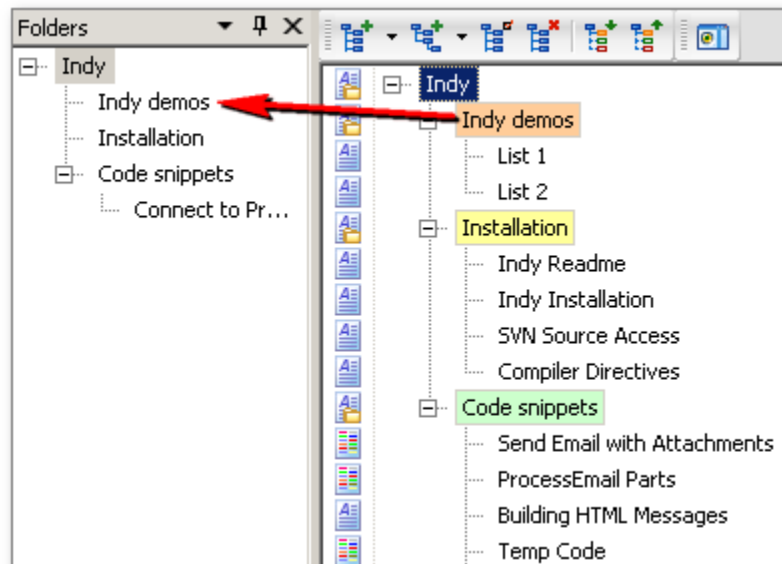 Folders
Indy
Indy demos
Installation
Code snippets
Connect to Pr...
Indy
Indy demos
List 1
List 2
Installation
Indy Readme
Indy Installation
SVN Source Access
Compiler Directives
Code snippets
Send Email with Attachments
ProcessEmail Parts
Building HTML Messages
Temp Code